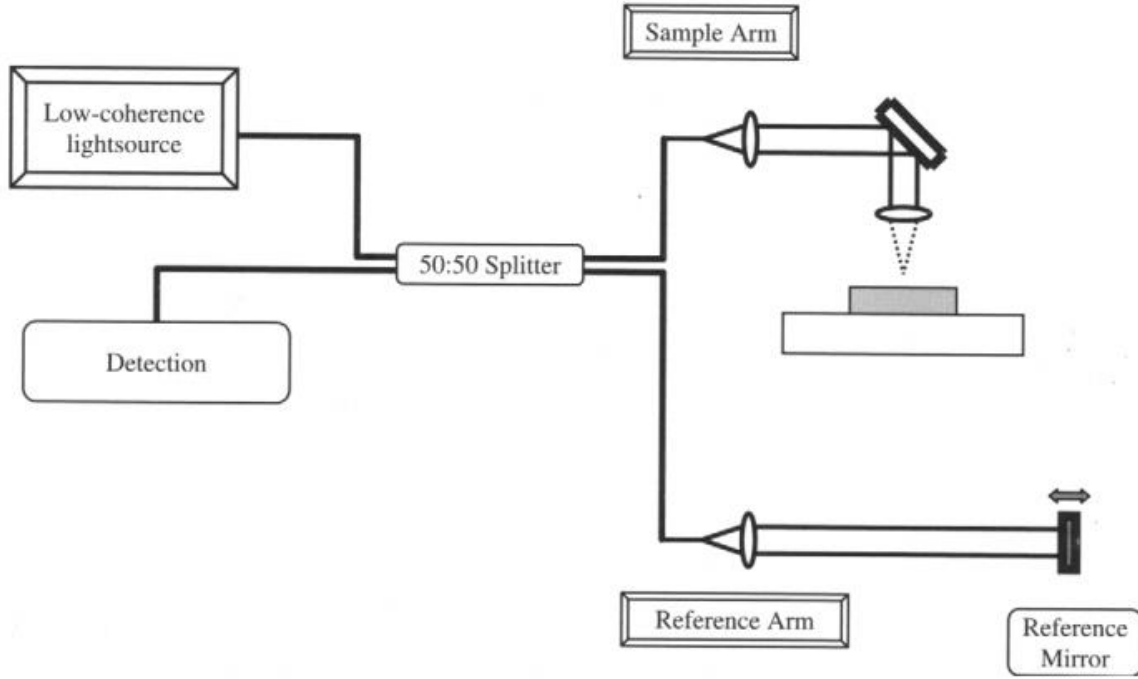 Sample Arm
Low-coherence
lightsource
50:50 Splitter
Detection
Reference Arm
Reference
Mirror